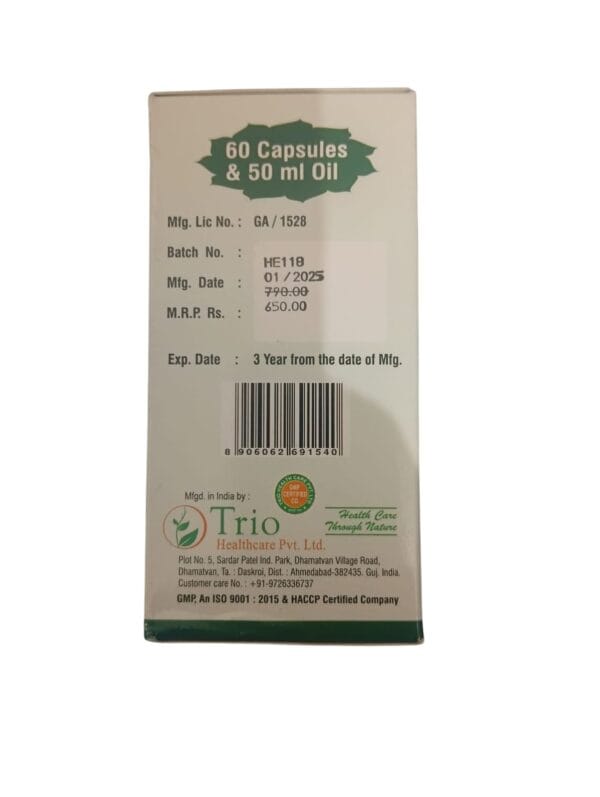 60 Capsules
& 50 ml Oil
Mfg. Lic No. : GA / 1528
Batch No. : HE118
Mfg. Date : 01 / 2025
790.00
M.R.P. Rs. : 650.00
Exp. Date : 3 Year from the date of Mfg.
8 906062 691540
Mfgd. in India by :
GMP
CERTIFIED
CO.
Trio
Healthcare Pvt. Ltd.
Health Care
Through Nature
Plot No. 5, Sardar Patel Ind. Park, Dhamatvan Village Road,
Dhamatvan, Ta. : Daskroi, Dist. : Ahmedabad-382435. Guj. India.
Customer care No. : +91-9726336737
GMP, An ISO 9001 : 2015 & HACCP Certified Company